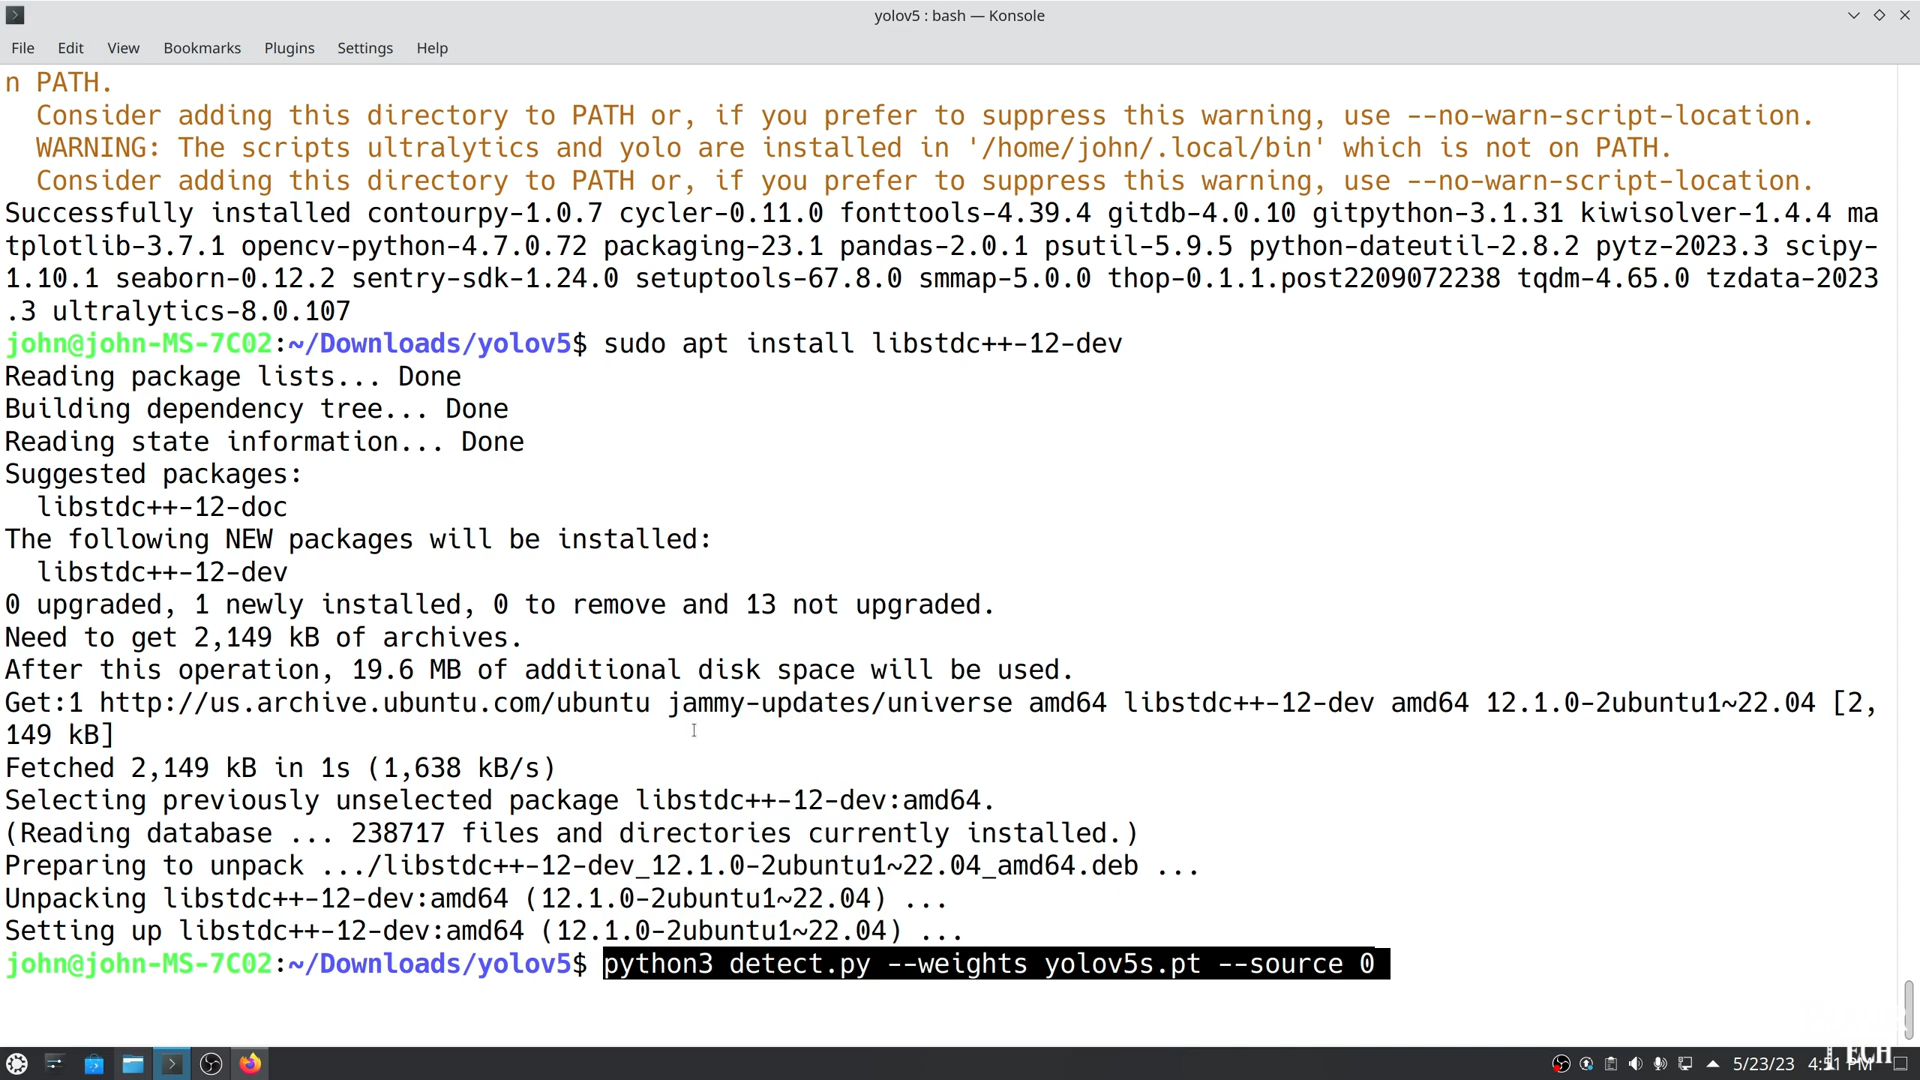 yolov5 : bash — Konsole
File Edit View Bookmarks Plugins Settings Help
n PATH.
Consider adding this directory to PATH or, if you prefer to suppress this warning, use --no-warn-script-location.
WARNING: The scripts ultralytics and yolo are installed in '/home/john/.local/bin' which is not on PATH.
Consider adding this directory to PATH or, if you prefer to suppress this warning, use --no-warn-script-location.
Successfully installed contourpy-1.0.7 cycler-0.11.0 fonttools-4.39.4 gitdb-4.0.10 gitpython-3.1.31 kiwisolver-1.4.4 ma
tplotlib-3.7.1 opencv-python-4.7.0.72 packaging-23.1 pandas-2.0.1 psutil-5.9.5 python-dateutil-2.8.2 pytz-2023.3 scipy-
1.10.1 seaborn-0.12.2 sentry-sdk-1.24.0 setuptools-67.8.0 smmap-5.0.0 thop-0.1.1.post2209072238 tqdm-4.65.0 tzdata-2023
.3 ultralytics-8.0.107
john@john-MS-7C02:~/Downloads/yolov5$ sudo apt install libstdc++-12-dev
Reading package lists... Done
Building dependency tree... Done
Reading state information... Done
Suggested packages:
libstdc++-12-doc
The following NEW packages will be installed:
libstdc++-12-dev
0 upgraded, 1 newly installed, 0 to remove and 13 not upgraded.
Need to get 2,149 kB of archives.
After this operation, 19.6 MB of additional disk space will be used.
Get:1 http://us.archive.ubuntu.com/ubuntu jammy-updates/universe amd64 libstdc++-12-dev amd64 12.1.0-2ubuntu1~22.04 [2,
149 kB]
Fetched 2,149 kB in 1s (1,638 kB/s)
Selecting previously unselected package libstdc++-12-dev:amd64.
(Reading database ... 238717 files and directories currently installed.)
Preparing to unpack .../libstdc++-12-dev_12.1.0-2ubuntu1~22.04_amd64.deb ...
Unpacking libstdc++-12-dev:amd64 (12.1.0-2ubuntu1~22.04) ...
Setting up libstdc++-12-dev:amd64 (12.1.0-2ubuntu1~22.04) ...
john@john-MS-7C02:~/Downloads/yolov5$ python3 detect.py --weights yolov5s.pt --source 0
5/23/23 4:51 PM